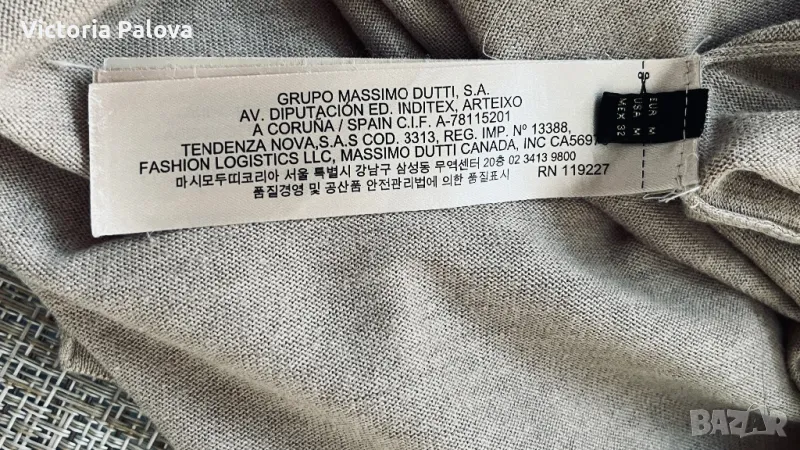 Victoria Palova
GRUPO MASSIMO DUTTI, S.A.
AV. DIPUTACIÓN ED. INDITEX, ARTEIXO
A CORUÑA / SPAIN C.I.F. A-78115201
TENDENZA NOVA,S.A.S COD. 3313, REG. IMP. Nº 13388,
FASHION LOGISTICS LLC, MASSIMO DUTTI CANADA, INC
마시모두띠코리아 서울 특별시 강남구 삼성동 무역센터 20층 02 3413 9800
품질경영 및 공산품 안전관리법에 의한 품질표시 RN 119227
EUR M
USA M
MEX 32
BAZAR